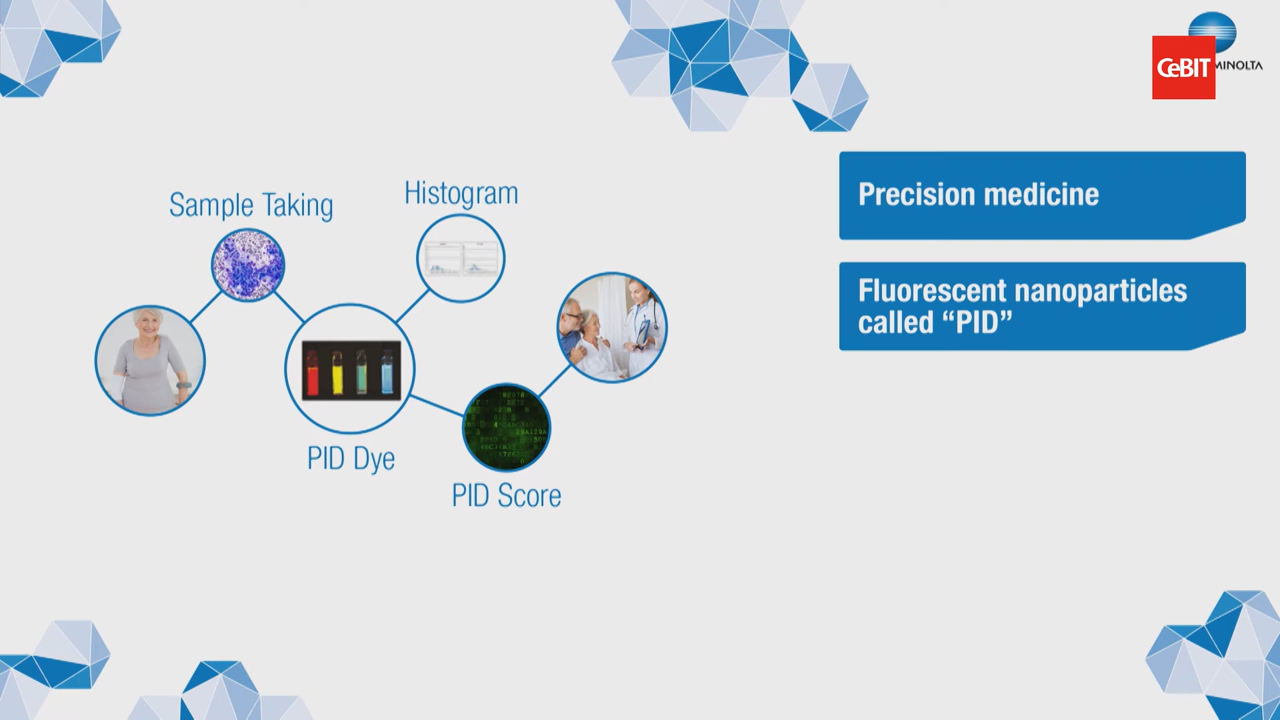 CeBIT
MINOLTA
Sample Taking
Histogram
Precision medicine
Fluorescent nanoparticles
called “PID”
PID Dye
PID Score